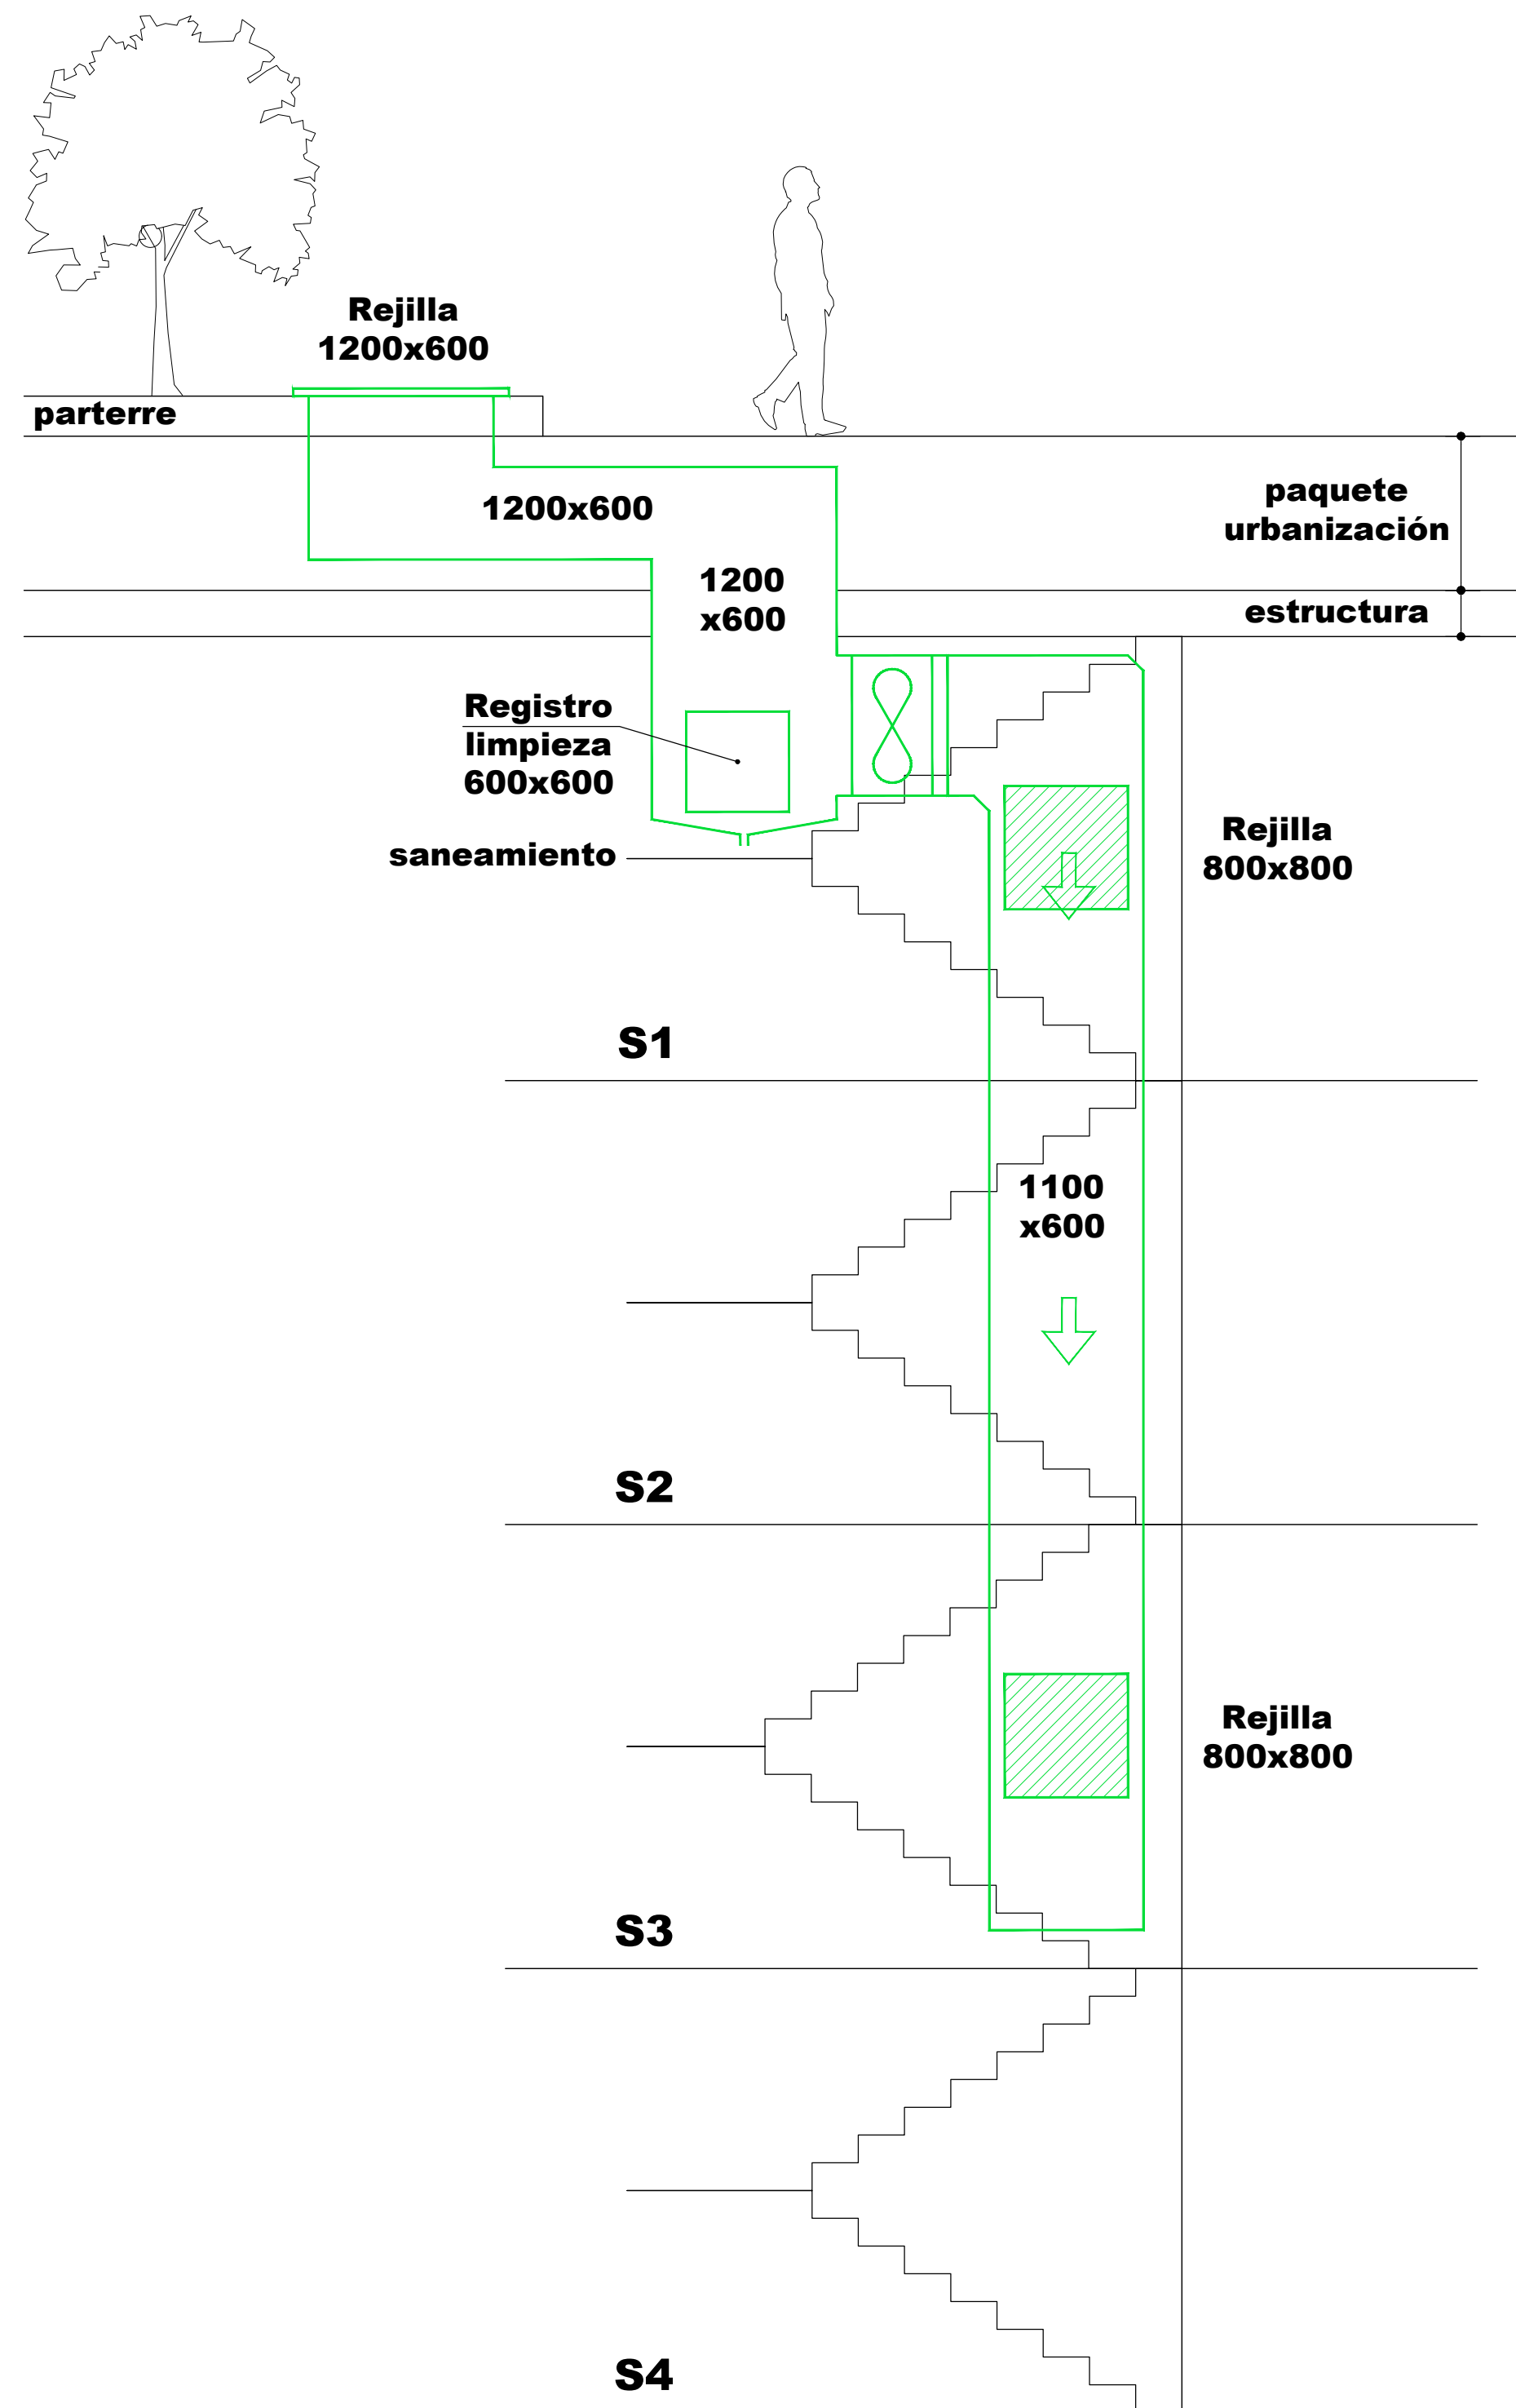 Rejilla
1200x600
parterre
1200x600
paquete
urbanización
1200
x600
estructura
Registro
limpieza
600x600
saneamiento
Rejilla
800x800
S1
1100
x600
S2
Rejilla
800x800
S3
S4